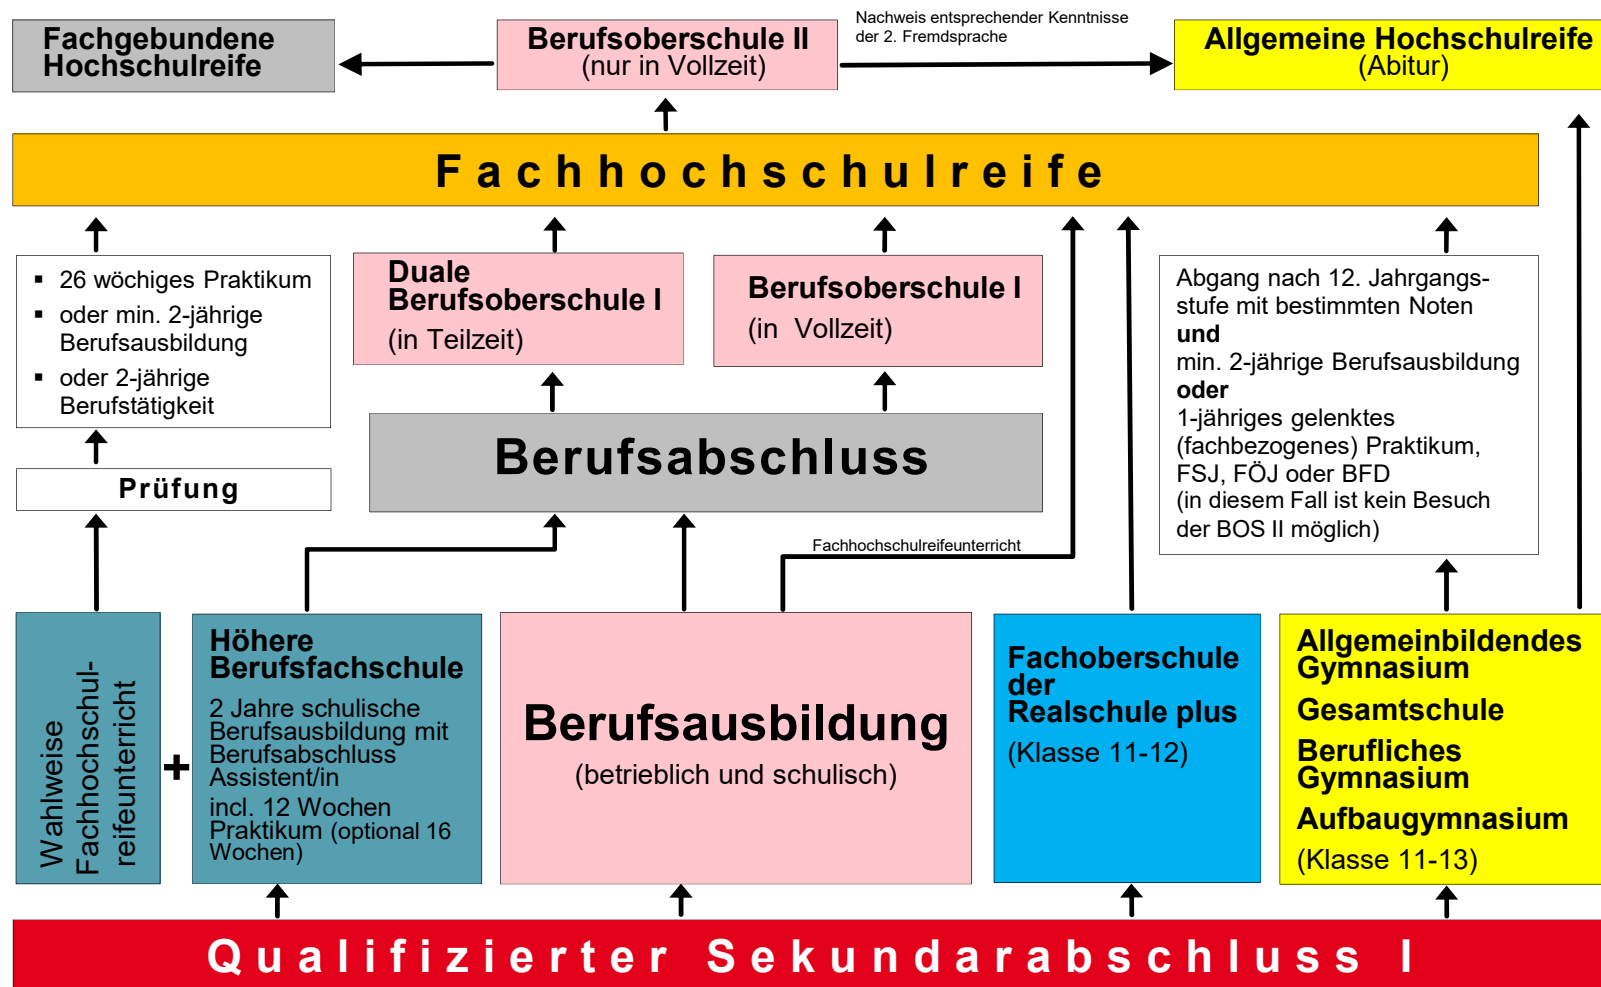 Fachgebundene
Hochschulreife
Berufsoberschule II
(nur in Vollzeit)
Nachweis entsprechender Kenntnisse
der 2. Fremdsprache
Allgemeine Hochschulreife
(Abitur)
Fachhochschulreife
▪ 26 wöchiges Praktikum
▪ oder min. 2-jährige
Berufsausbildung
▪ oder 2-jährige
Berufstätigkeit
Duale
Berufsoberschule I
(in Teilzeit)
Berufsoberschule I
(in Vollzeit)
Abgang nach 12. Jahrgangs-
stufe mit bestimmten Noten
und
min. 2-jährige Berufsausbildung
oder
1-jähriges gelenktes
(fachbezogenes) Praktikum,
FSJ, FÖJ oder BFD
(in diesem Fall ist kein Besuch
der BOS II möglich)
Berufsabschluss
Prüfung
Fachhochschulreifeunterricht
Wahlweise
Fachhochschul-
reifeunterricht
+
Höhere
Berufsfachschule
2 Jahre schulische
Berufsausbildung mit
Berufsabschluss
Assistent/in
incl. 12 Wochen
Praktikum (optional 16
Wochen)
Berufsausbildung
(betrieblich und schulisch)
Fachoberschule
der
Realschule plus
(Klasse 11-12)
Allgemeinbildendes
Gymnasium
Gesamtschule
Berufliches
Gymnasium
Aufbaugymnasium
(Klasse 11-13)
Qualifizierter Sekundarabschluss I